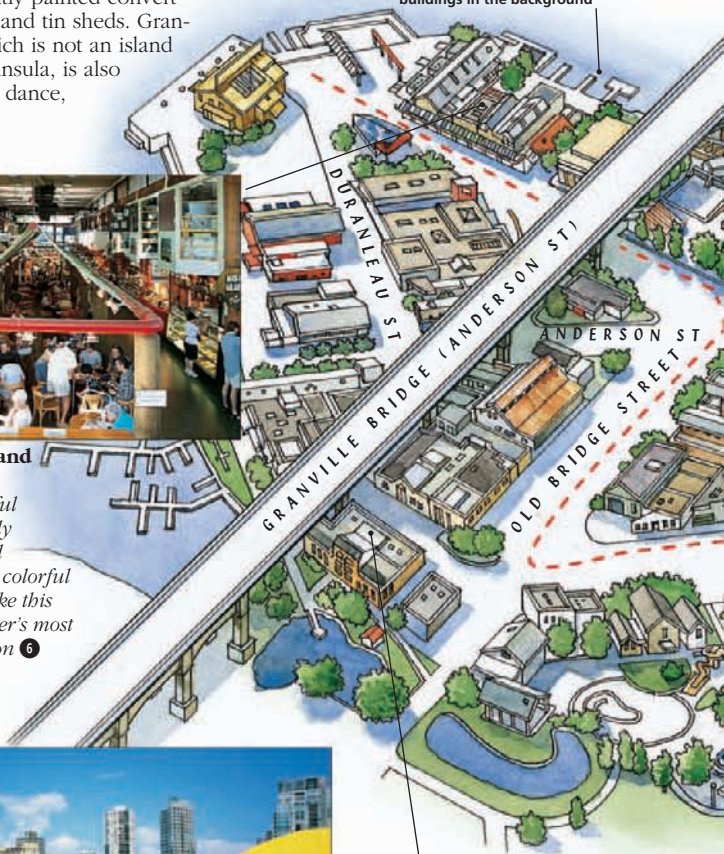 buildings in the background
tly painted convert
and tin sheds. Gran-
ich is not an island
insula, is also
dance,
DURANLEAU ST
GRANVILLE BRIDGE (ANDERSON ST)
ANDERSON ST
OLD BRIDGE STREET
and
ful
ly
d
colorful
ke this
er's most
on 6